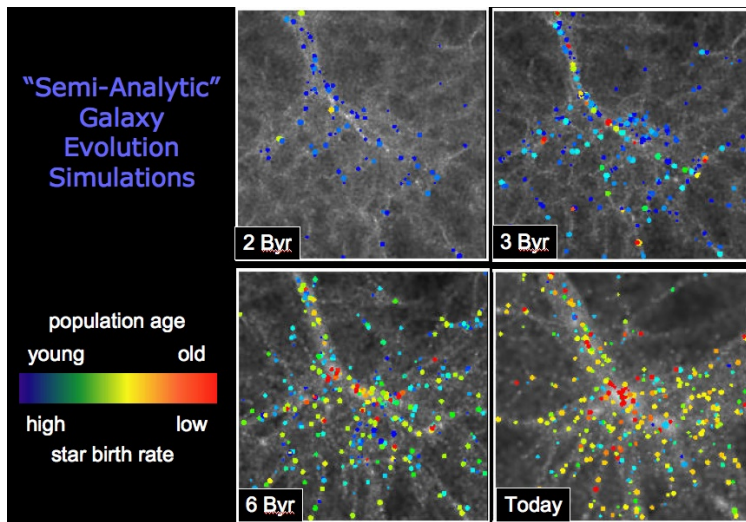 "Semi-Analytic"
Galaxy
Evolution
Simulations
2 Byr
3 Byr
population age
young old
high low
star birth rate
6 Byr
Today